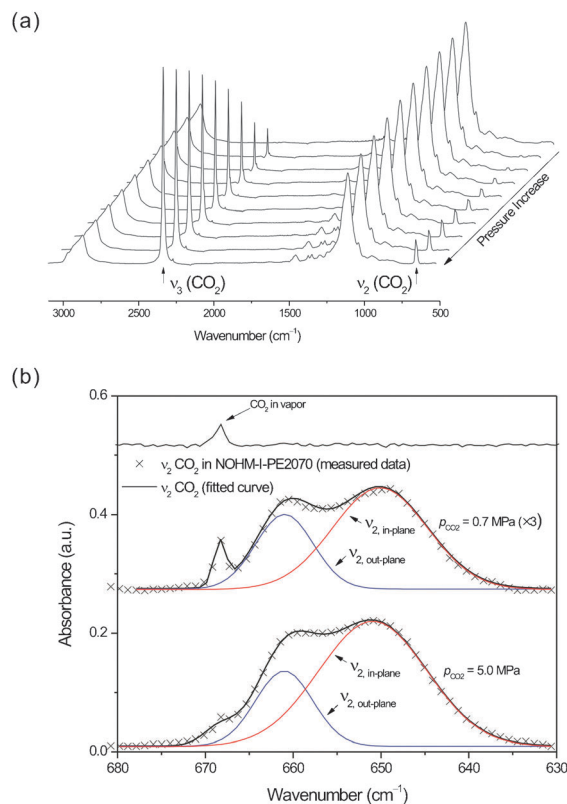 (a)
Pressure Increase
ν3 (CO2)
ν2 (CO2)
3000 2500 2000 1500 1000 500
Wavenumber (cm⁻¹)
(b)
0.6
CO2 in vapor
ν2 CO2 in NOHM-I-PE2070 (measured data)
ν2 CO2 (fitted curve)
0.4
ν2, in-plane
pCO2 = 0.7 MPa (×3)
ν2, out-plane
Absorbance (a.u.)
0.2
ν2, in-plane
pCO2 = 5.0 MPa
ν2, out-plane
0.0
680 670 660 650 640 630
Wavenumber (cm⁻¹)